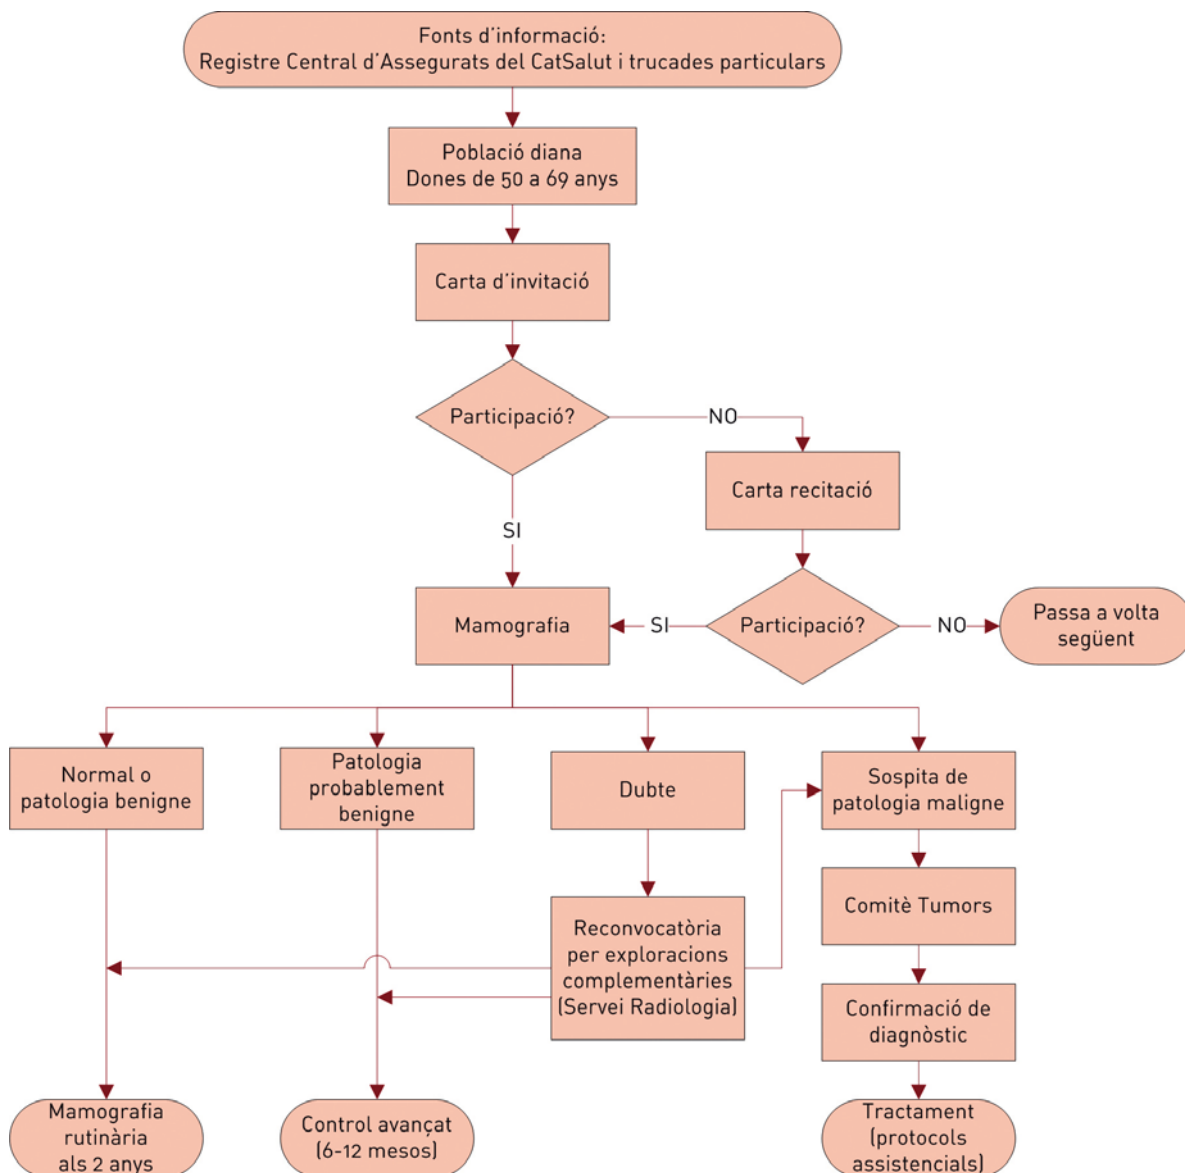 Fonts d'informació:
Registre Central d'Assegurats del CatSalut i trucades particulars
Població diana
Dones de 50 a 69 anys
Carta d'invitació
Participació?
NO
Carta recitació
SI
Mamografia
SI
Participació?
NO
Passa a volta
següent
Normal o
patologia benigne
Patologia
probablement
benigne
Dubte
Sospita de
patologia maligne
Reconvocatòria
per exploracions
complementàries
(Servei Radiologia)
Comitè Tumors
Confirmació de
diagnòstic
Mamografia
rutinària
als 2 anys
Control avançat
(6-12 mesos)
Tractament
(protocols
assistencials)